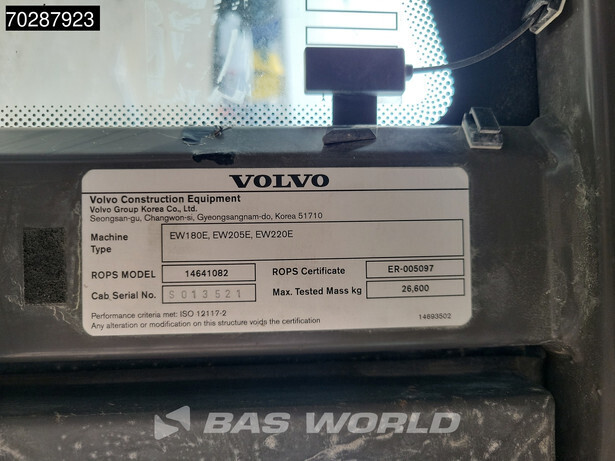 70287923
VOLVO
Volvo Construction Equipment
Volvo Group Korea Co., Ltd.
Seongsan-gu, Changwon-si, Gyeongsangnam-do, Korea 51710
Machine Type EW180E, EW205E, EW220E
ROPS MODEL 14641082 ROPS Certificate ER-005097
Cab Serial No. S013521 Max. Tested Mass kg 26,600
Performance criteria met: ISO 12117-2
Any alteration or modification on this structure voids the certification
14693502
BAS WORLD